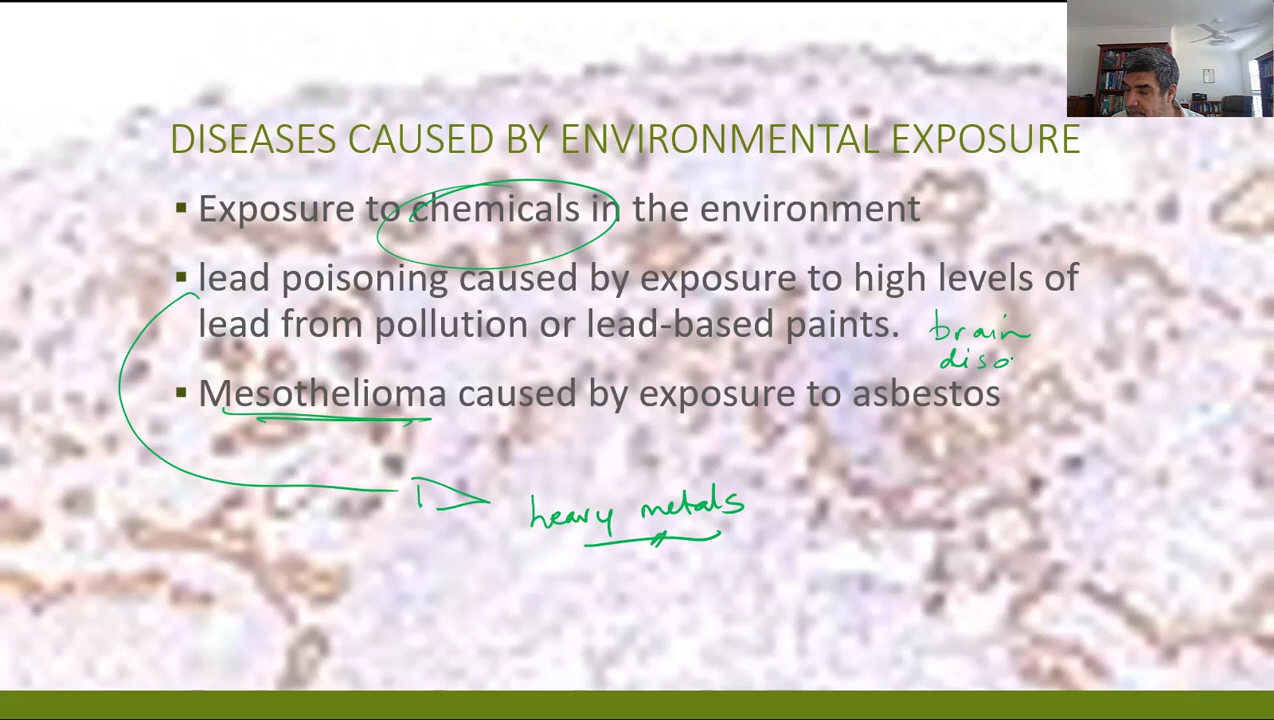 DISEASES CAUSED BY ENVIRONMENTAL EXPOSURE
▪ Exposure to chemicals in the environment
▪ lead poisoning caused by exposure to high levels of
lead from pollution or lead-based paints. brain
diso
▪ Mesothelioma caused by exposure to asbestos
heavy metals